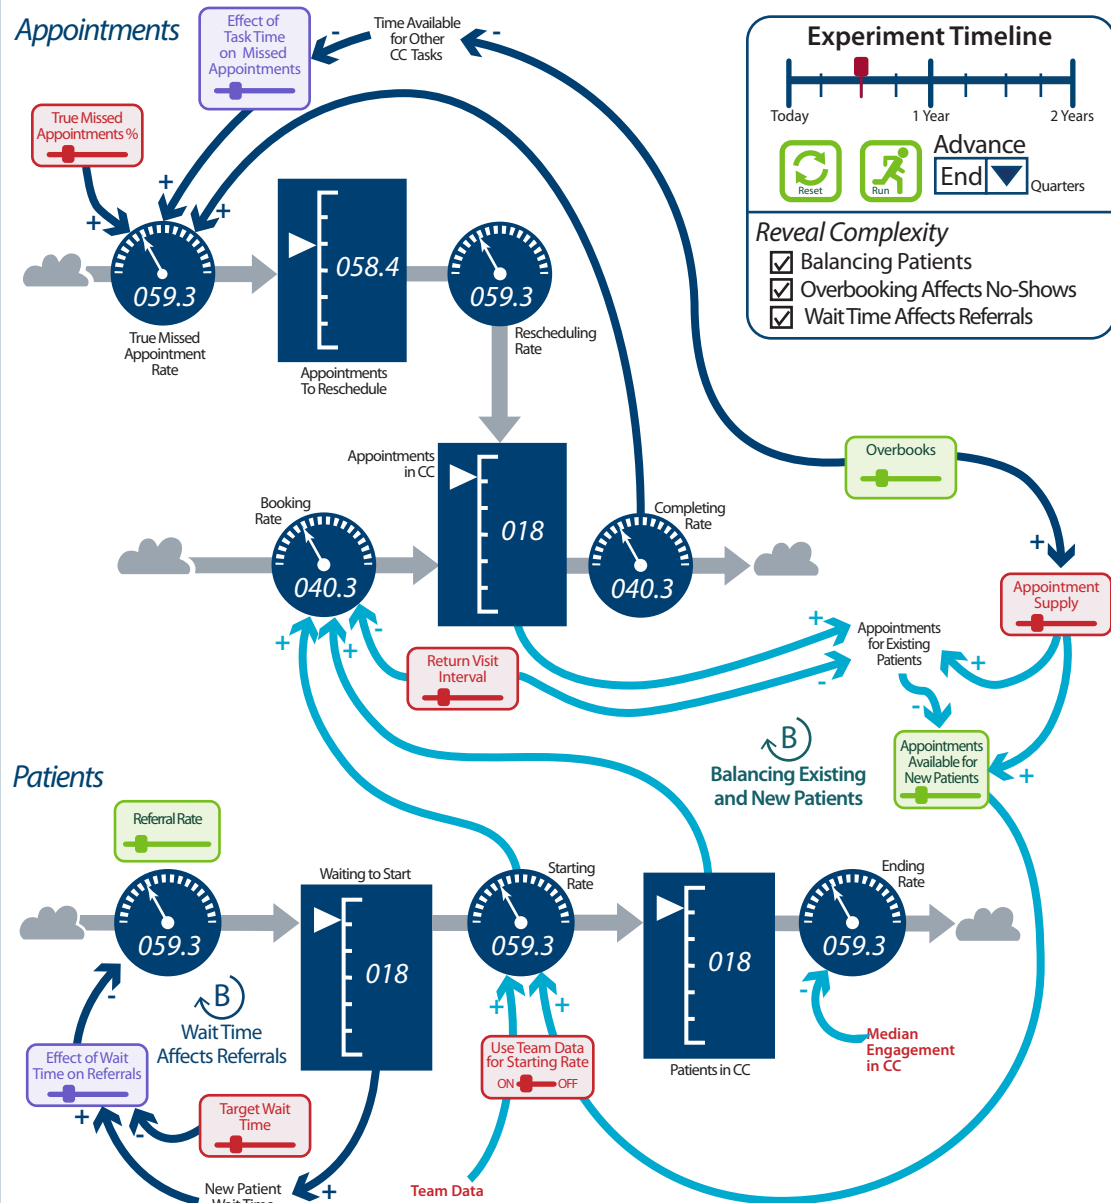 Appointments
Effect of
Task Time
on Missed
Appointments
-
Time Available
for Other
CC Tasks
-
Experiment Timeline
Today
1 Year
2 Years
Reset
Run
Advance
End
Quarters
Reveal Complexity
Balancing Patients
Overbooking Affects No-Shows
Wait Time Affects Referrals
True Missed
Appointments %
+
+
+
059.3
True Missed
Appointment
Rate
058.4
Appointments
To Reschedule
059.3
Rescheduling
Rate
Overbooks
+
Appointments
in CC
018
Booking
Rate
040.3
Completing
Rate
040.3
Appointment
Supply
+
+
-
Return Visit
Interval
+
-
Appointments
for Existing
Patients
+
-
B
Balancing Existing
and New Patients
Appointments
Available for
New Patients
+
Patients
Referral Rate
059.3
-
B
Wait Time
Affects Referrals
Waiting to Start
018
Starting
Rate
059.3
+
+
018
Patients in CC
Ending
Rate
059.3
-
Median
Engagement
in CC
Effect of Wait
Time on Referrals
+
-
Target Wait
Time
Use Team Data
for Starting Rate
ON
OFF
New Patient
Wait Time
+
Team Data